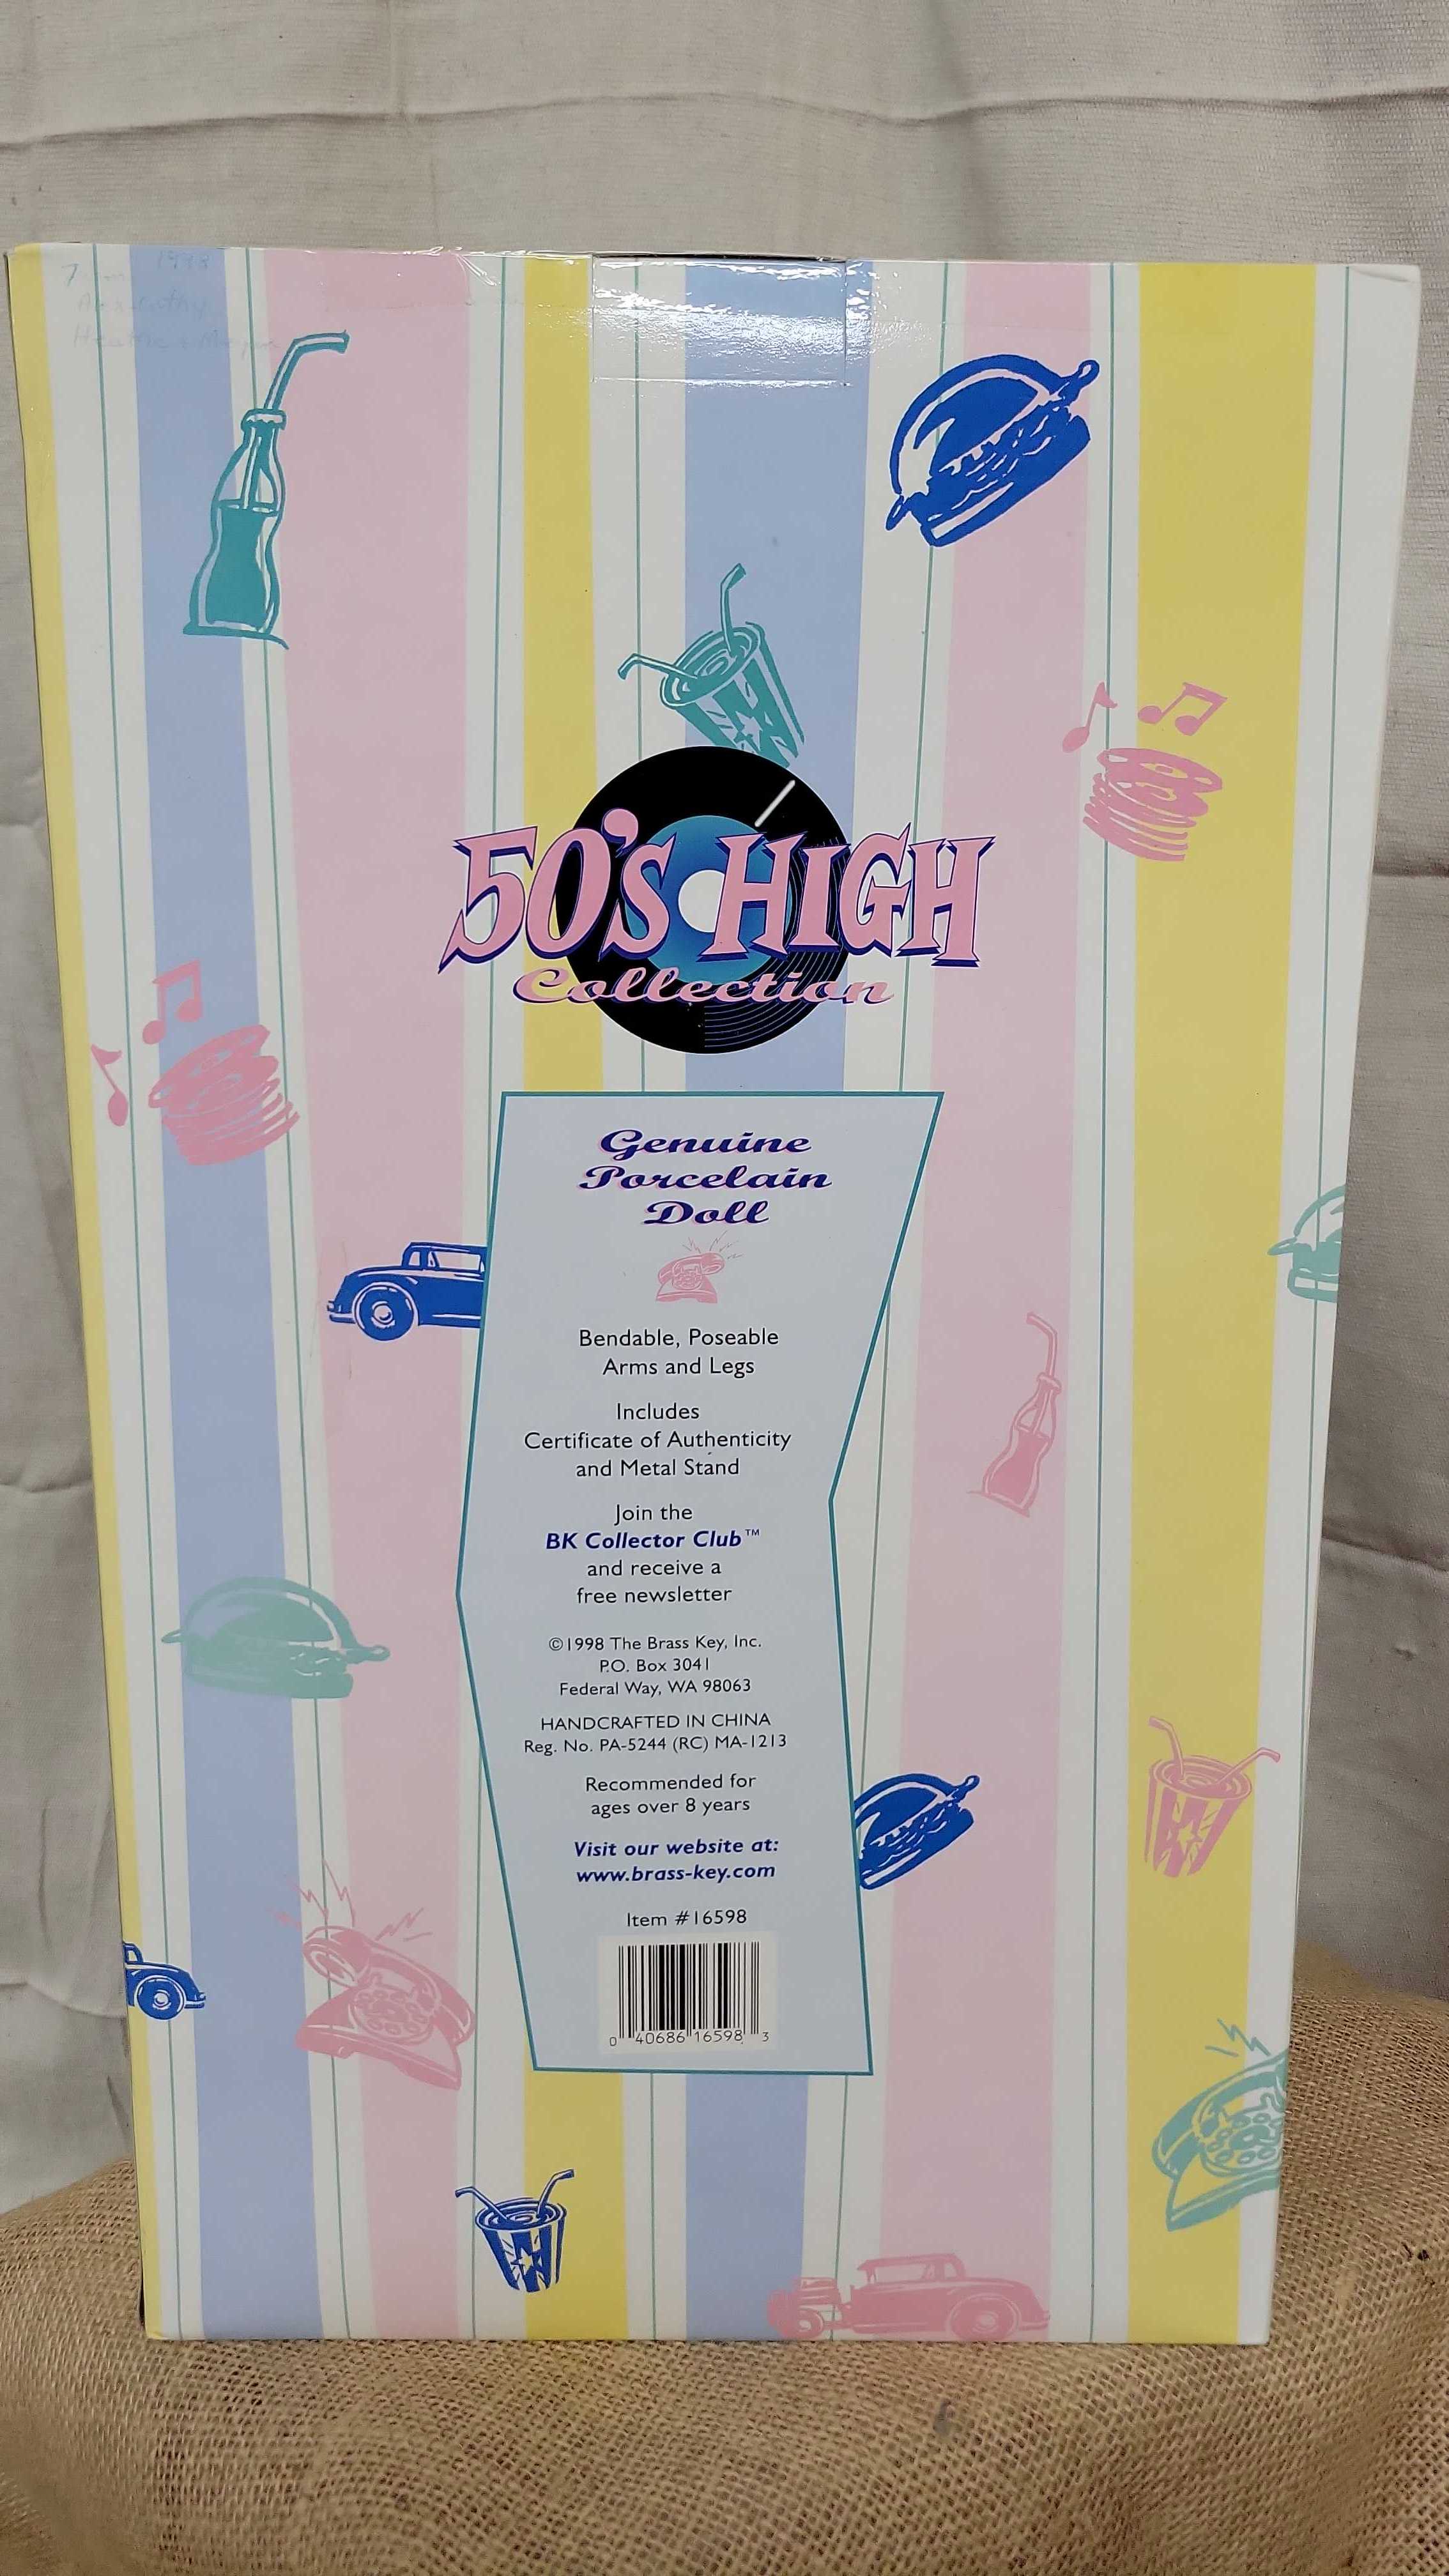 1998
50's HIGH
Collection
Genuine
Porcelain
Doll
Bendable, Poseable
Arms and Legs
Includes
Certificate of Authenticity
and Metal Stand
Join the
BK Collector Club™
and receive a
free newsletter
©1998 The Brass Key, Inc.
P.O. Box 3041
Federal Way, WA 98063
HANDCRAFTED IN CHINA
Reg. No. PA-5244 (RC) MA-1213
Recommended for
ages over 8 years
Visit our website at:
www.brass-key.com
Item #16598
0 40686 16598 3